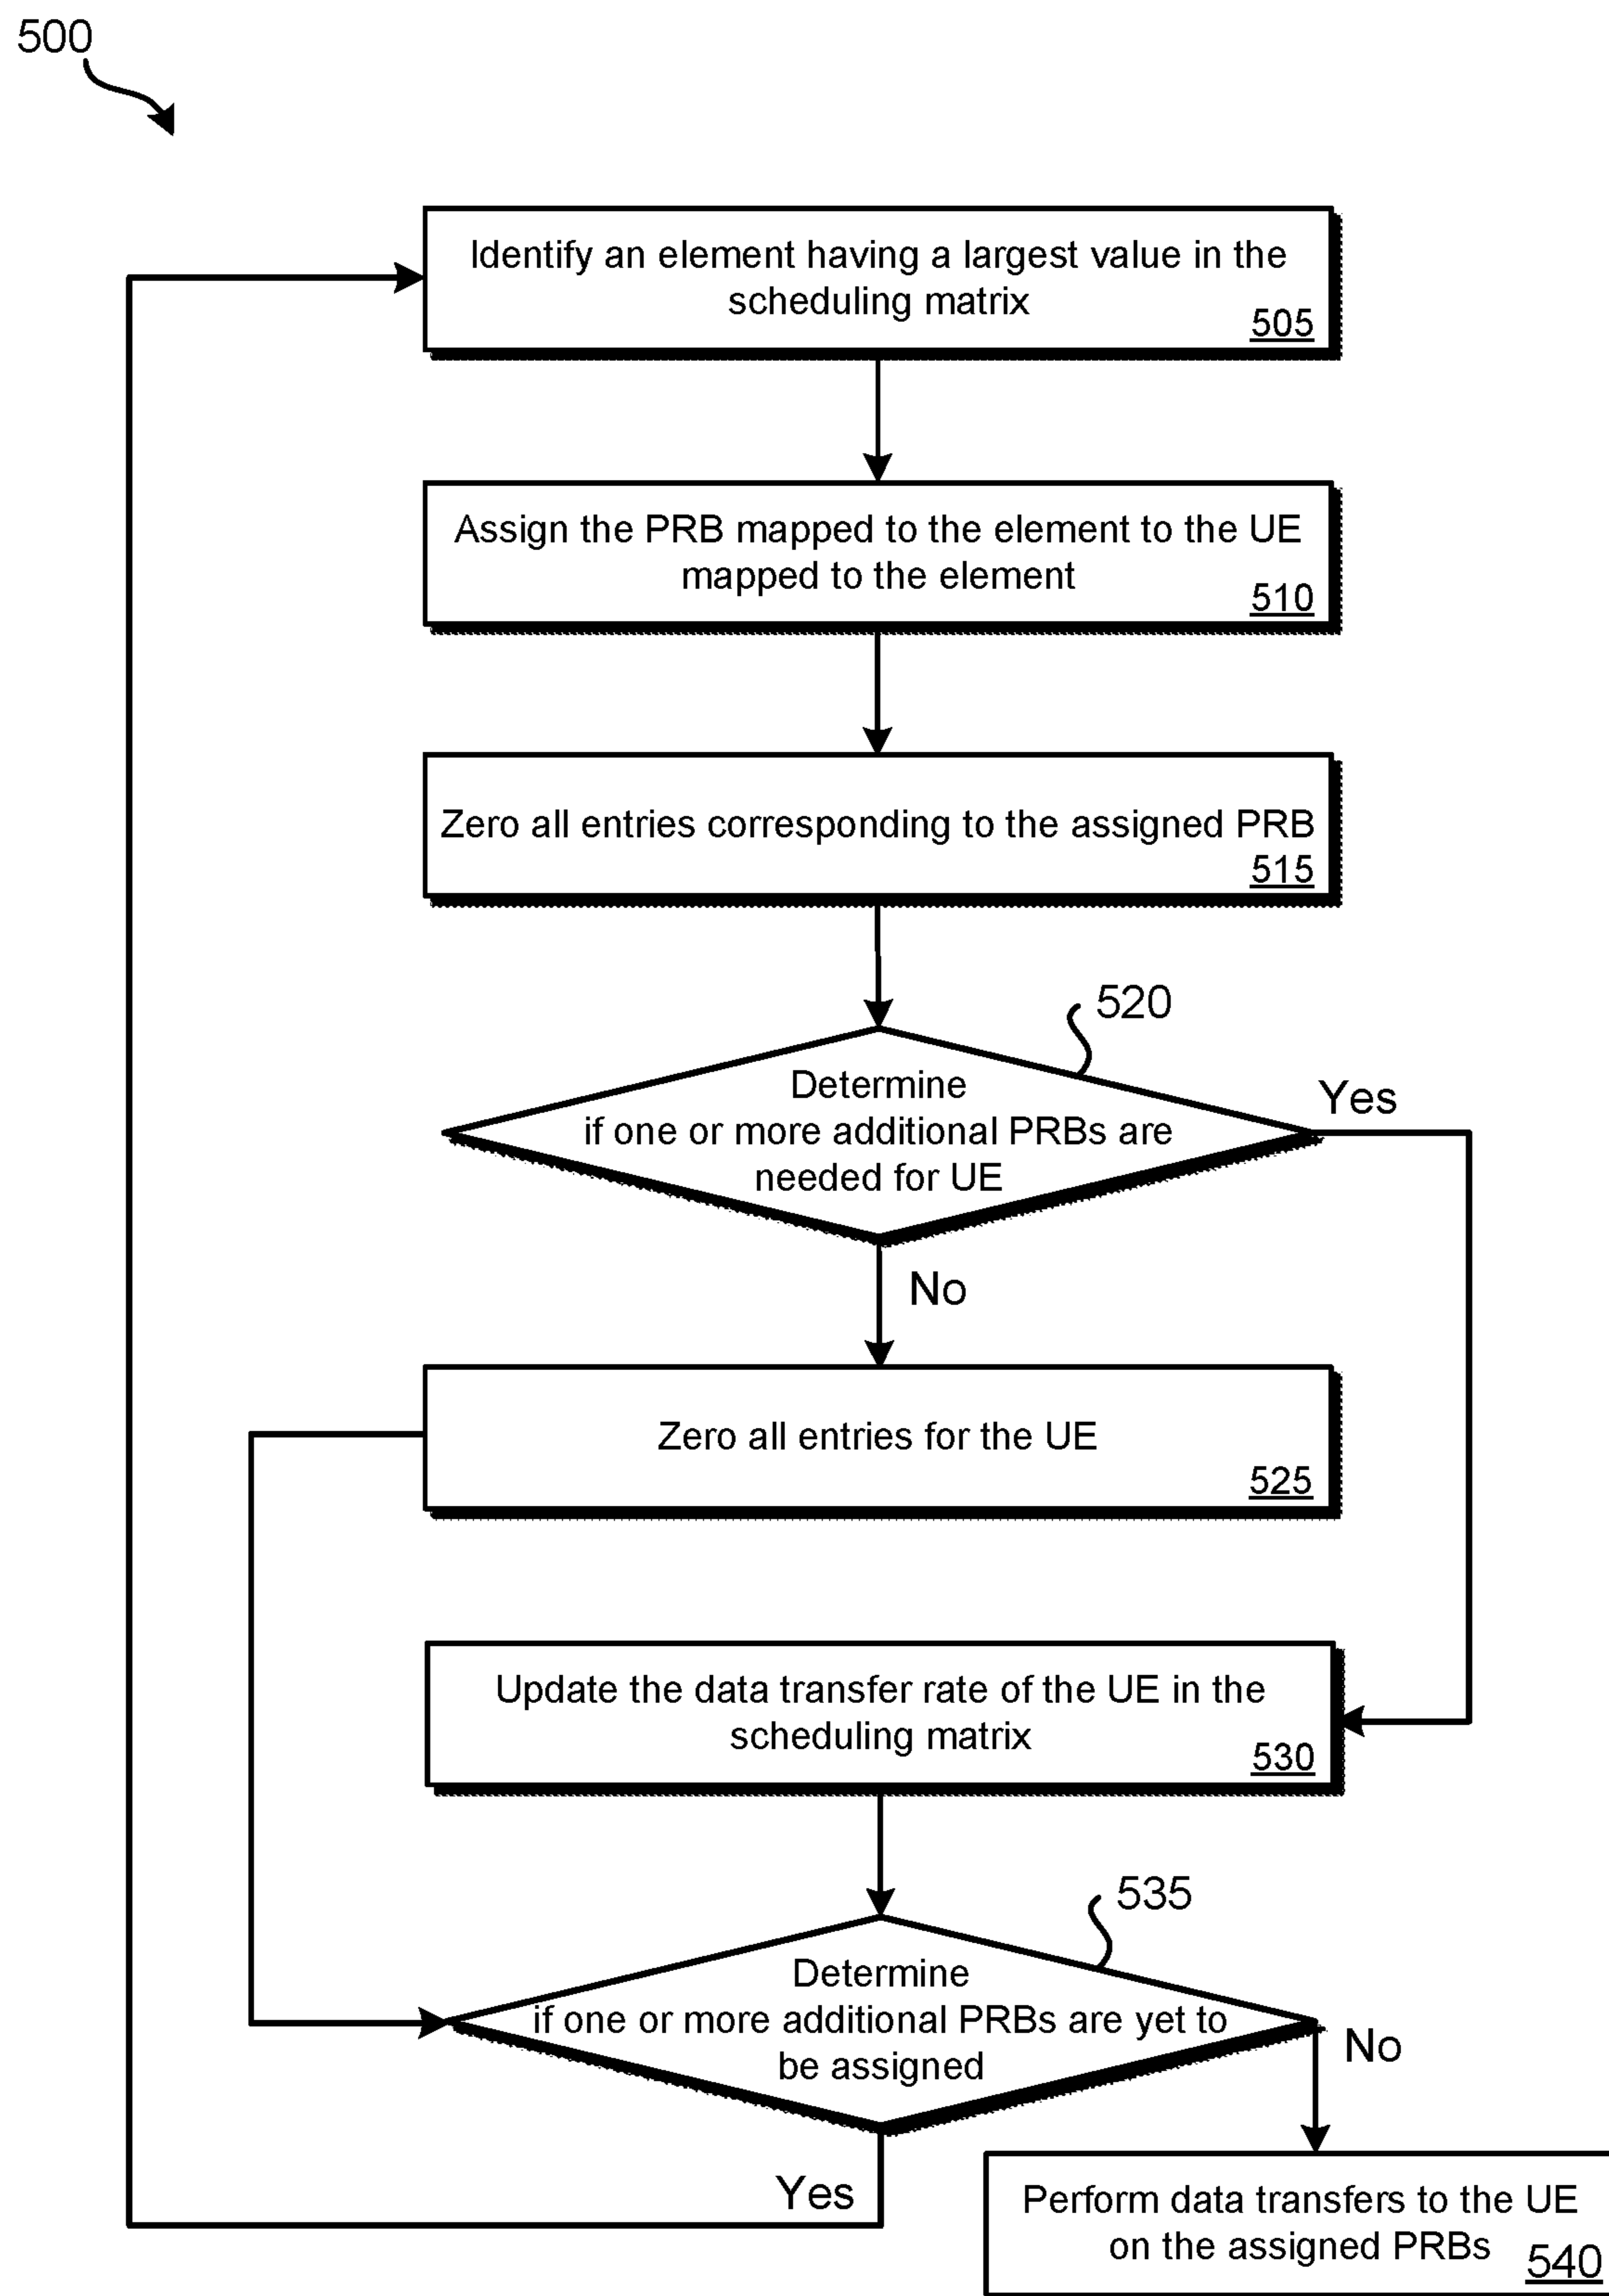 500
Identify an element having a largest value in the
scheduling matrix
505
Assign the PRB mapped to the element to the UE
mapped to the element
510
Zero all entries corresponding to the assigned PRB
515
520
Determine
if one or more additional PRBs are
needed for UE
Yes
No
Zero all entries for the UE
525
Update the data transfer rate of the UE in the
scheduling matrix
530
535
Determine
if one or more additional PRBs are yet to
be assigned
No
Yes
Perform data transfers to the UE
on the assigned PRBs
540